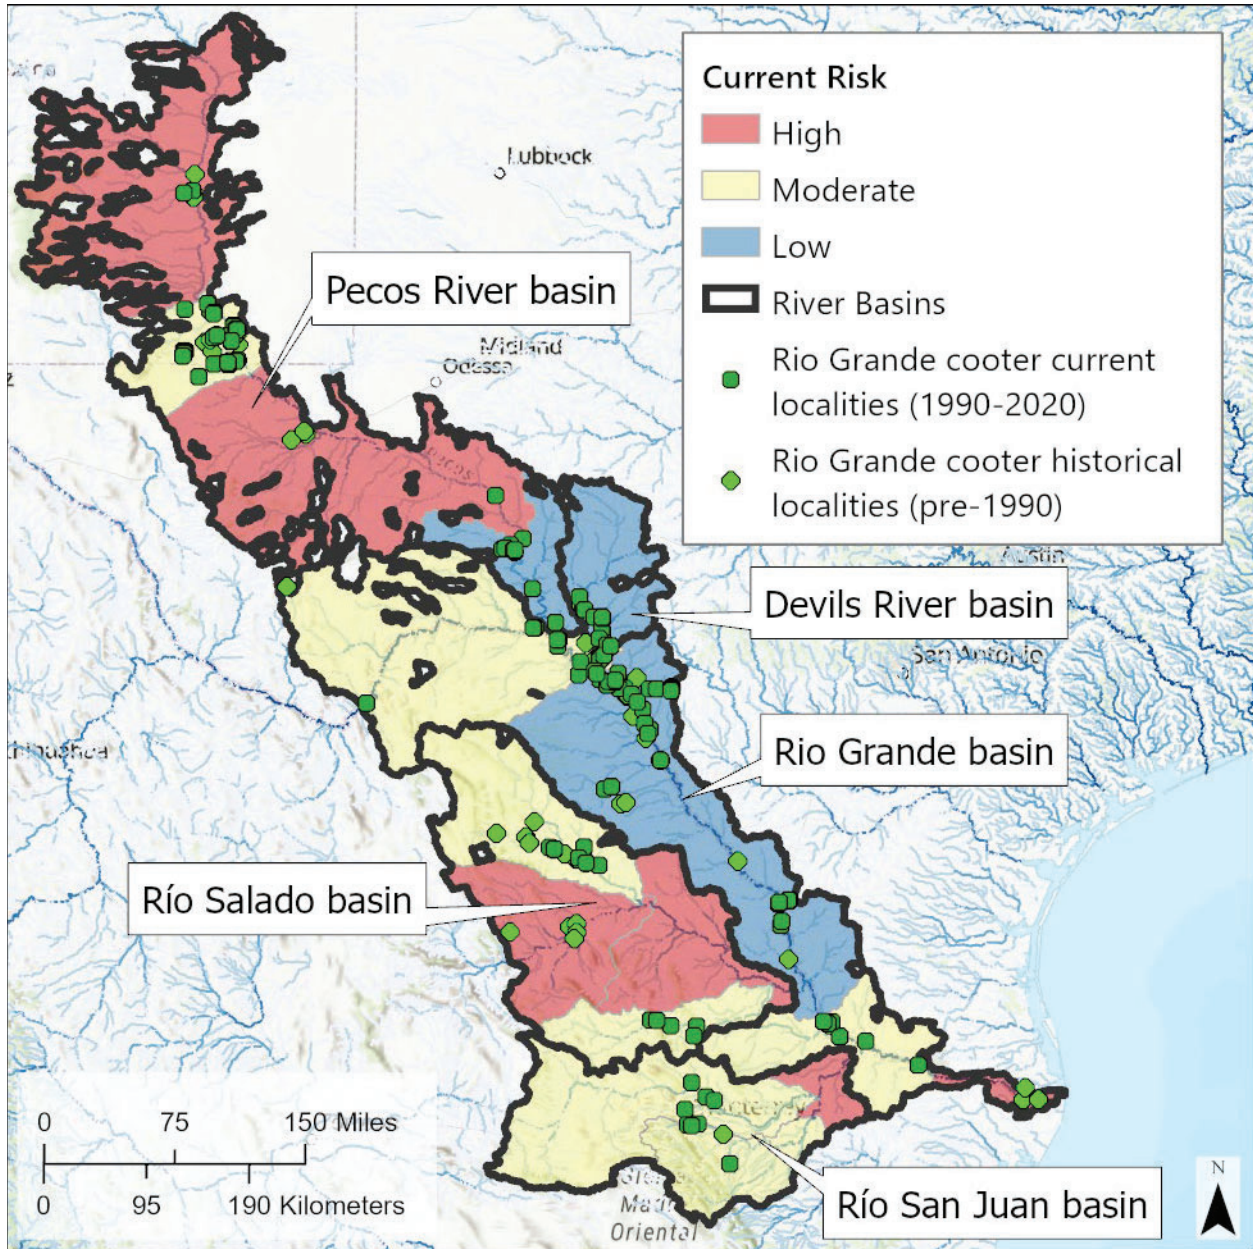 Current Risk
High
Moderate
Low
River Basins
Rio Grande cooter current
localities (1990-2020)
Rio Grande cooter historical
localities (pre-1990)
Lubbock
Pecos River basin
Midland
Odessa
Pecos
Austin
Devils River basin
San Antonio
Rio Grande basin
Río Salado basin
Río San Juan basin
Oriental
0 75 150 Miles
0 95 190 Kilometers
N